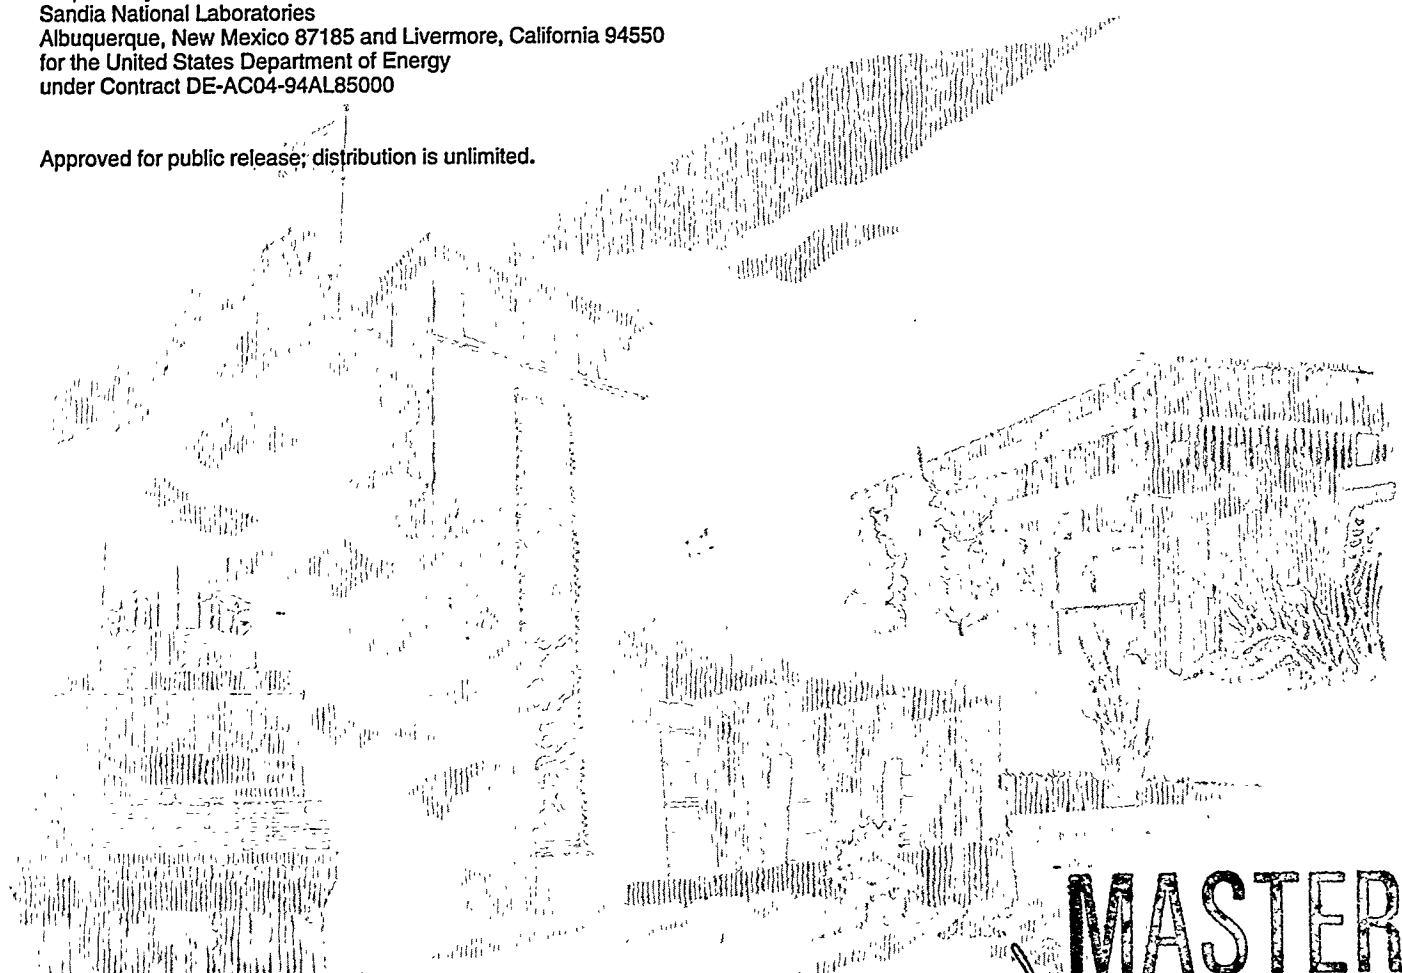 Sandia National Laboratories
Albuquerque, New Mexico 87185 and Livermore, California 94550
for the United States Department of Energy
under Contract DE-AC04-94AL85000
Approved for public release; distribution is unlimited.
MASTER